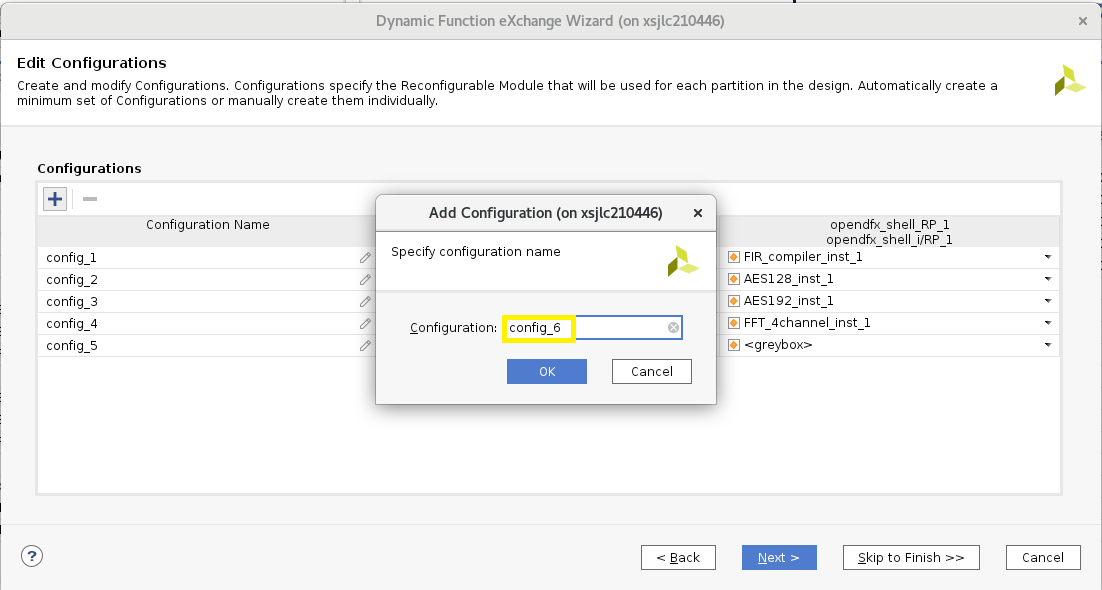 Dynamic Function eXchange Wizard (on xsjlc210446)
Edit Configurations
Create and modify Configurations. Configurations specify the Reconfigurable Module that will be used for each partition in the design. Automatically create a
minimum set of Configurations or manually create them individually.
Configurations
Configuration Name
opendfx_shell_RP_1
opendfx_shell_i/RP_1
config_1
FIR_compiler_inst_1
config_2
AES128_inst_1
config_3
AES192_inst_1
config_4
FFT_4channel_inst_1
config_5
<greybox>
Add Configuration (on xsjlc210446)
Specify configuration name
Configuration: config_6
OK
Cancel
?
< Back
Next >
Skip to Finish >>
Cancel